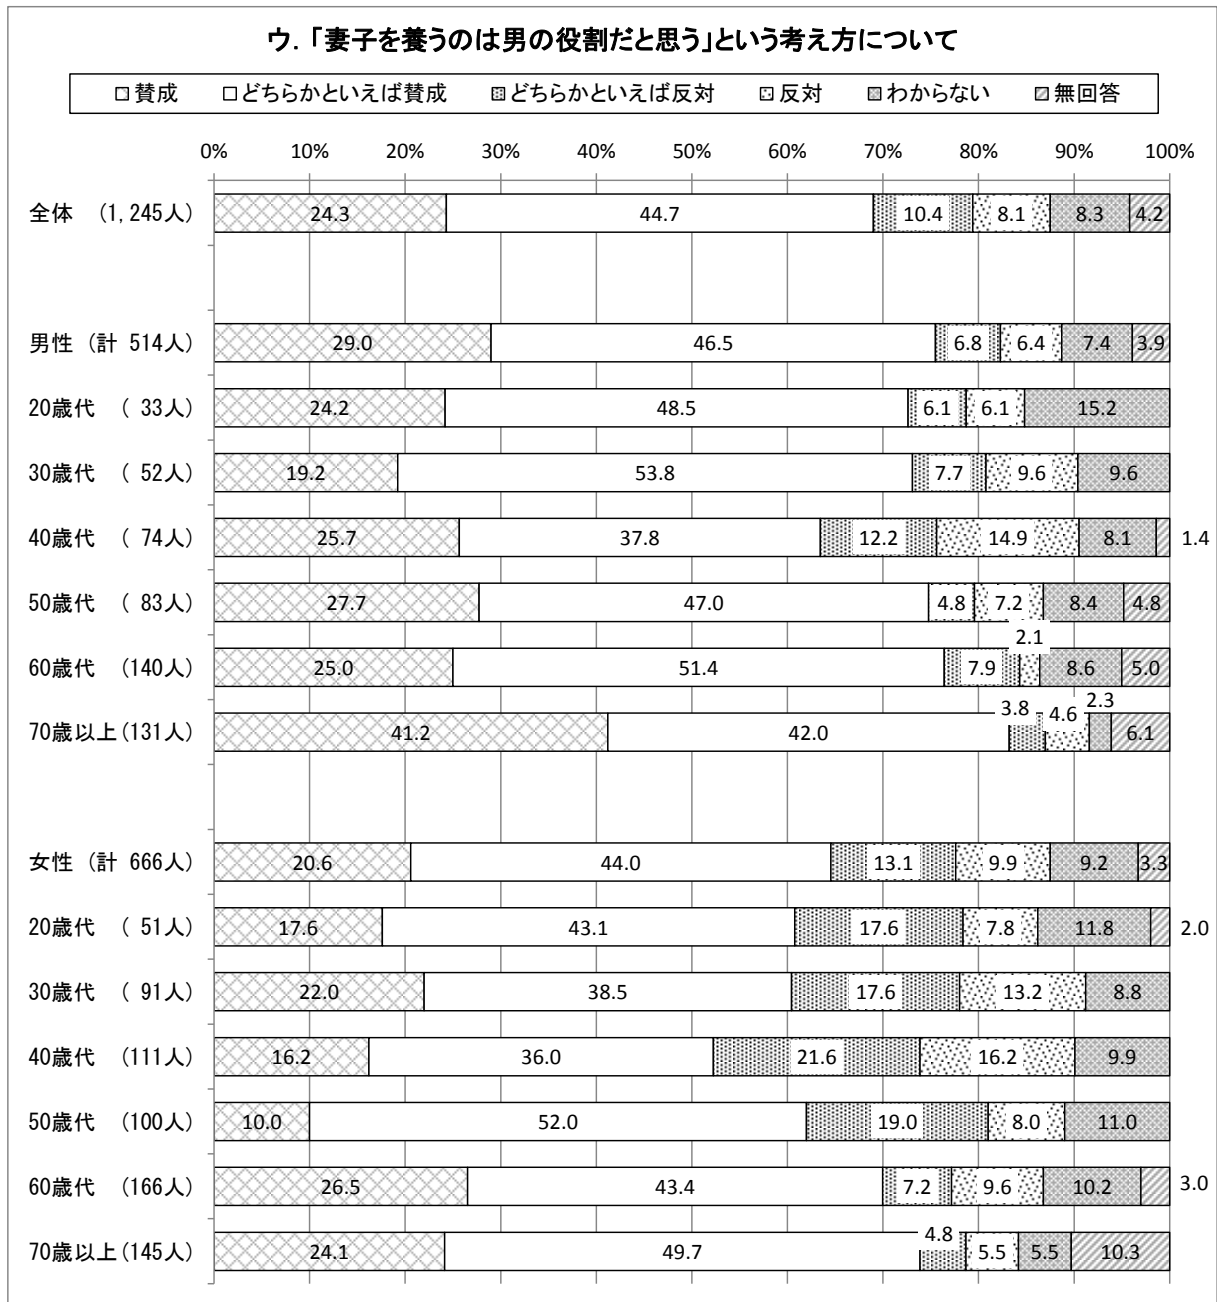 ウ．「妻子を養うのは男の役割だと思う」という考え方について
賛成 どちらかといえば賛成 どちらかといえば反対 反対 わからない 無回答
0% 10% 20% 30% 40% 50% 60% 70% 80% 90% 100%
全体 (1,245人) 24.3 44.7 10.4 8.1 8.3 4.2
男性 (計 514人) 29.0 46.5 6.8 6.4 7.4 3.9
20歳代 ( 33人) 24.2 48.5 6.1 6.1 15.2
30歳代 ( 52人) 19.2 53.8 7.7 9.6 9.6
40歳代 ( 74人) 25.7 37.8 12.2 14.9 8.1 1.4
50歳代 ( 83人) 27.7 47.0 4.8 7.2 8.4 4.8
60歳代 (140人) 25.0 51.4 7.9 2.1 8.6 5.0
70歳以上(131人) 41.2 42.0 3.8 4.6 2.3 6.1
女性 (計 666人) 20.6 44.0 13.1 9.9 9.2 3.3
20歳代 ( 51人) 17.6 43.1 17.6 7.8 11.8 2.0
30歳代 ( 91人) 22.0 38.5 17.6 13.2 8.8
40歳代 (111人) 16.2 36.0 21.6 16.2 9.9
50歳代 (100人) 10.0 52.0 19.0 8.0 11.0
60歳代 (166人) 26.5 43.4 7.2 9.6 10.2 3.0
70歳以上(145人) 24.1 49.7 4.8 5.5 5.5 10.3